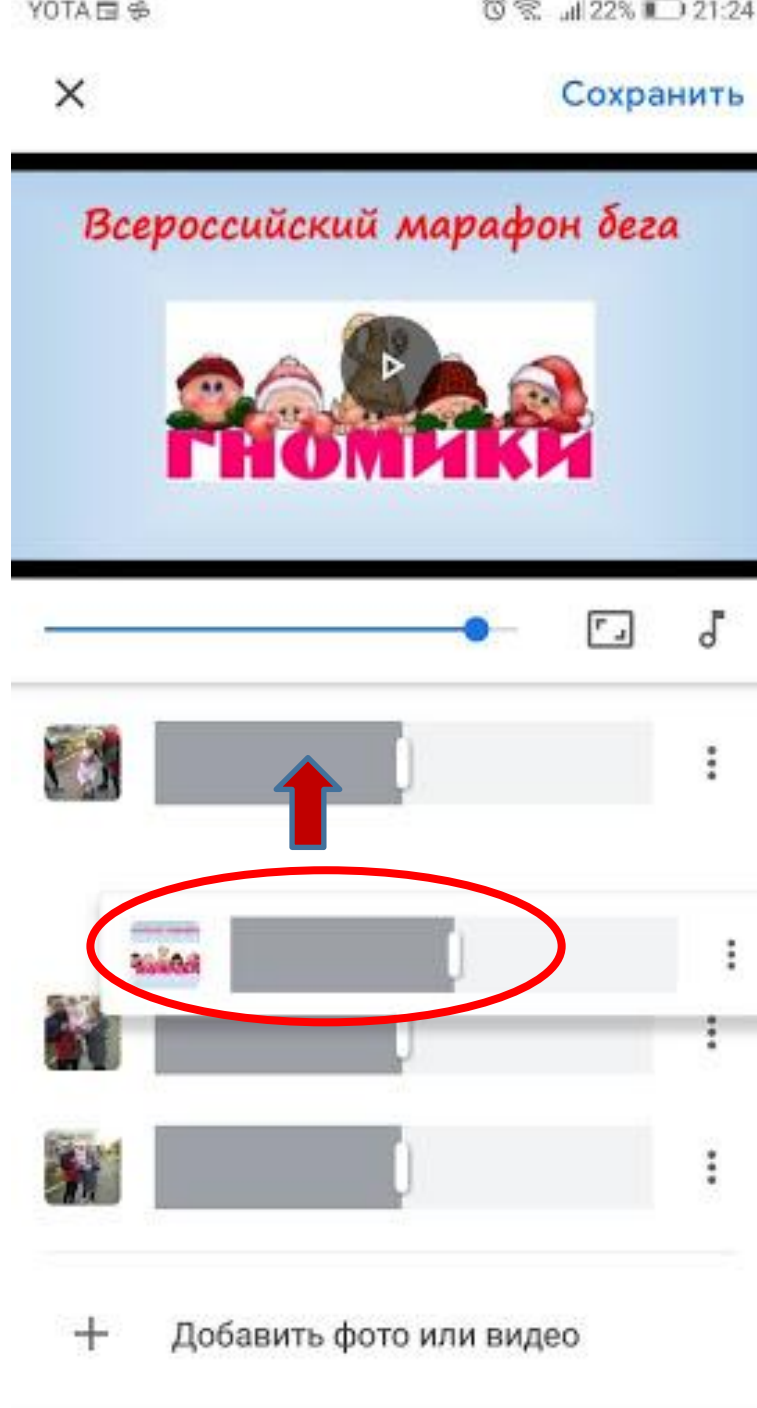 YOTA 22% 21:24
Сохранить
Всероссийский марафон бега
ГНОМИКИ
Добавить фото или видео